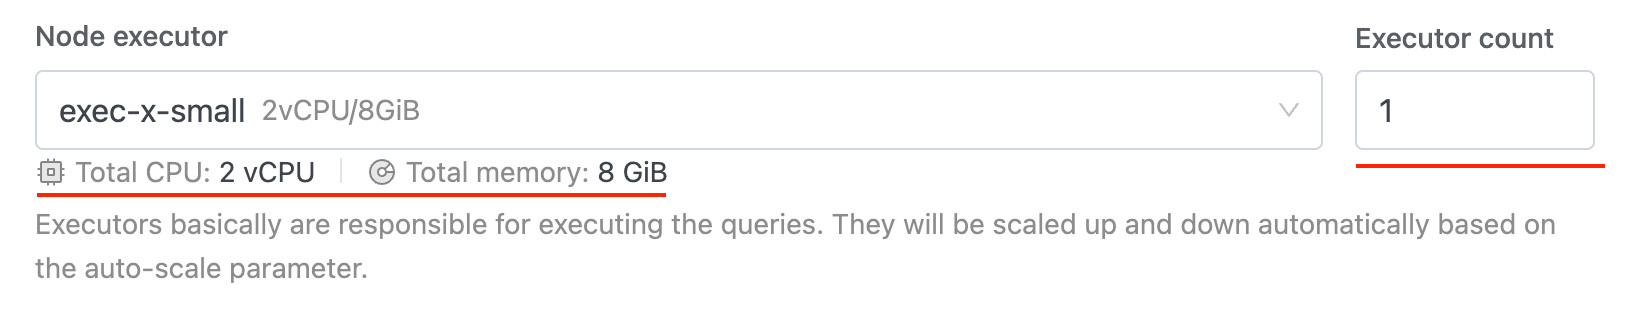 Node executor
Executor count
exec-x-small 2vCPU/8GiB
1
Total CPU: 2 vCPU
Total memory: 8 GiB
Executors basically are responsible for executing the queries. They will be scaled up and down automatically based on
the auto-scale parameter.